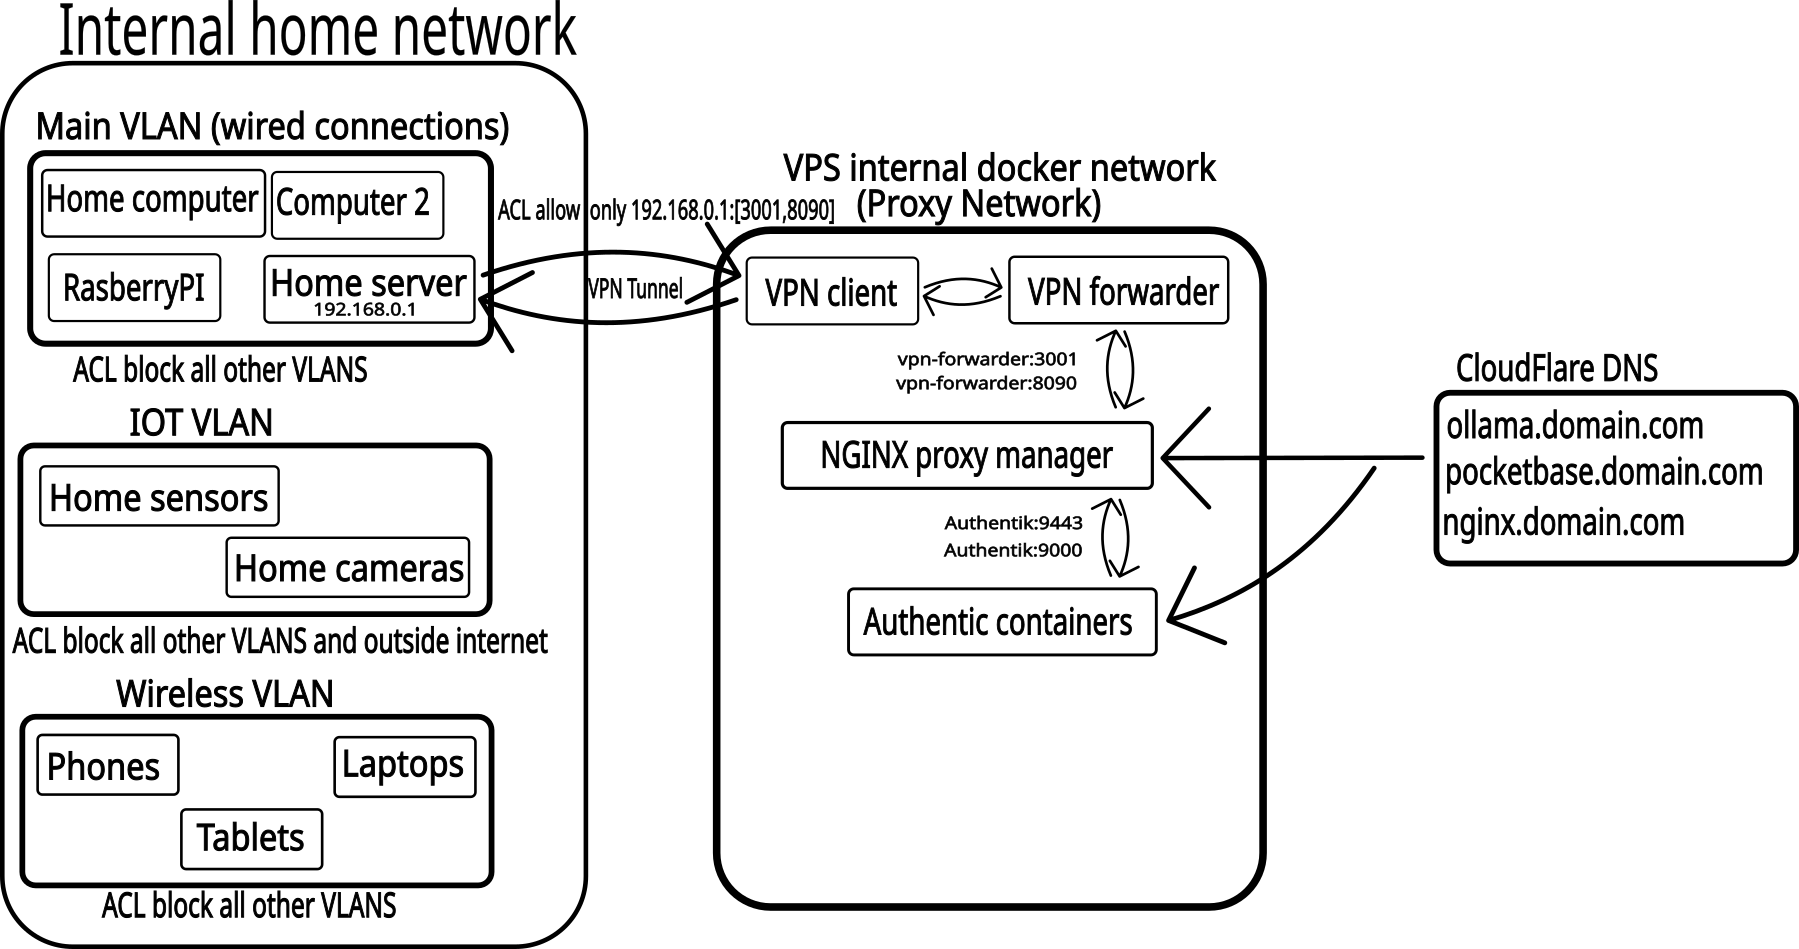 Internal home network
Main VLAN (wired connections)
Home computer
Computer 2
RasberryPI
Home server
192.168.0.1
ACL block all other VLANS
IOT VLAN
Home sensors
Home cameras
ACL block all other VLANS and outside internet
Wireless VLAN
Phones
Laptops
Tablets
ACL block all other VLANS
ACL allow only 192.168.0.1:[3001,8090]
VPN Tunnel
VPS internal docker network
(Proxy Network)
VPN client
VPN forwarder
vpn-forwarder:3001
vpn-forwarder:8090
NGINX proxy manager
Authentik:9443
Authentik:9000
Authentic containers
CloudFlare DNS
ollama.domain.com
pocketbase.domain.com
nginx.domain.com